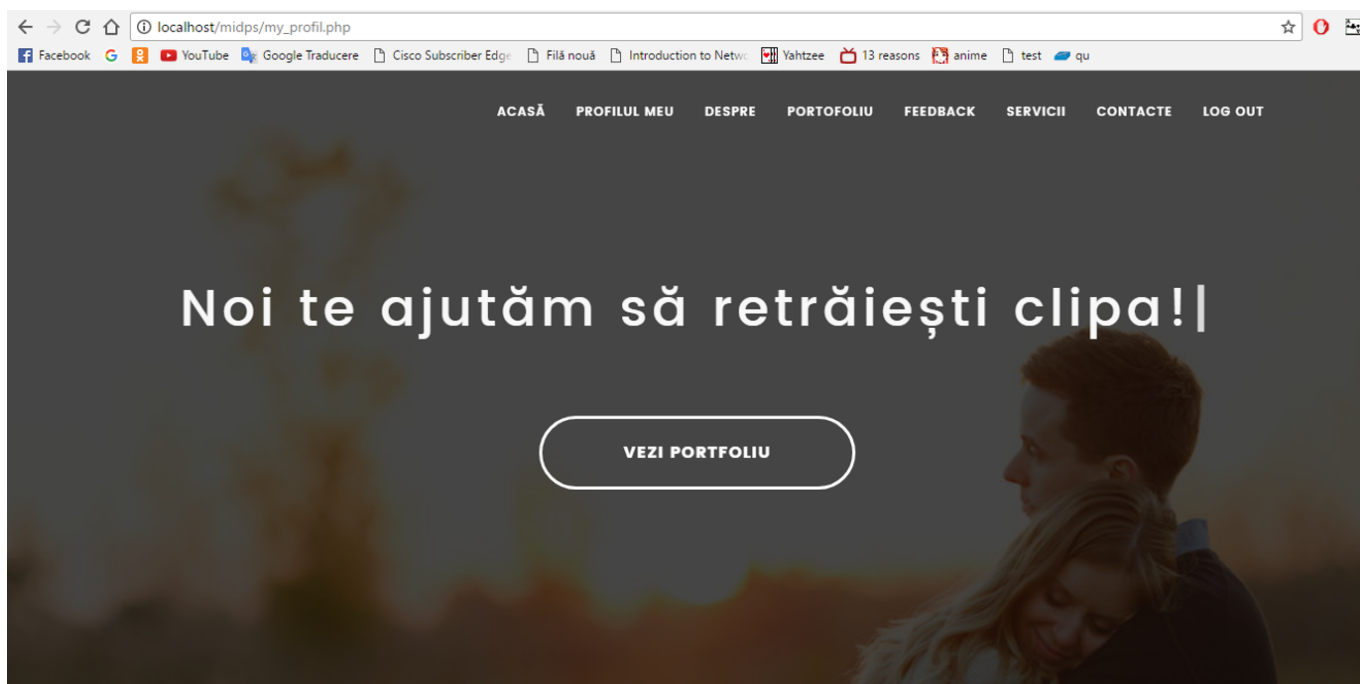 localhost/midps/my_profil.php
Facebook YouTube Google Traducere Cisco Subscriber Edge Filă nouă Introduction to Netwo Yahtzee 13 reasons anime test qu
ACASĂ PROFILUL MEU DESPRE PORTOFOLIU FEEDBACK SERVICII CONTACTE LOG OUT
Noi te ajutăm să retrăiești clipa!|
VEZI PORTFOLIU